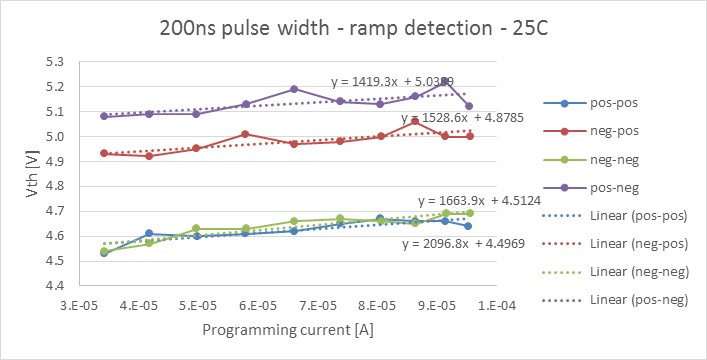 200ns pulse width - ramp detection - 25C
5.3
5.2
5.1
5.0
4.9
4.8
4.7
4.6
4.5
4.4
Vth [V]
y = 1419.3x + 5.0389
y = 1528.6x + 4.8785
y = 1663.9x + 4.5124
y = 2096.8x + 4.4969
3.E-05 4.E-05 5.E-05 6.E-05 7.E-05 8.E-05 9.E-05 1.E-04
Programming current [A]
pos-pos
neg-pos
neg-neg
pos-neg
Linear (pos-pos)
Linear (neg-pos)
Linear (neg-neg)
Linear (pos-neg)